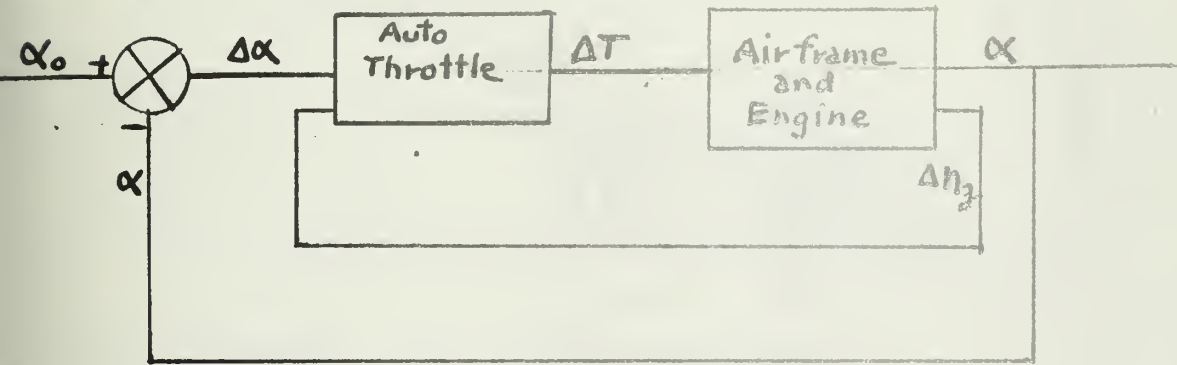 α₀ +
Δα
Auto
Throttle
ΔT
Airframe
and
Engine
α
−
α
Δn_z